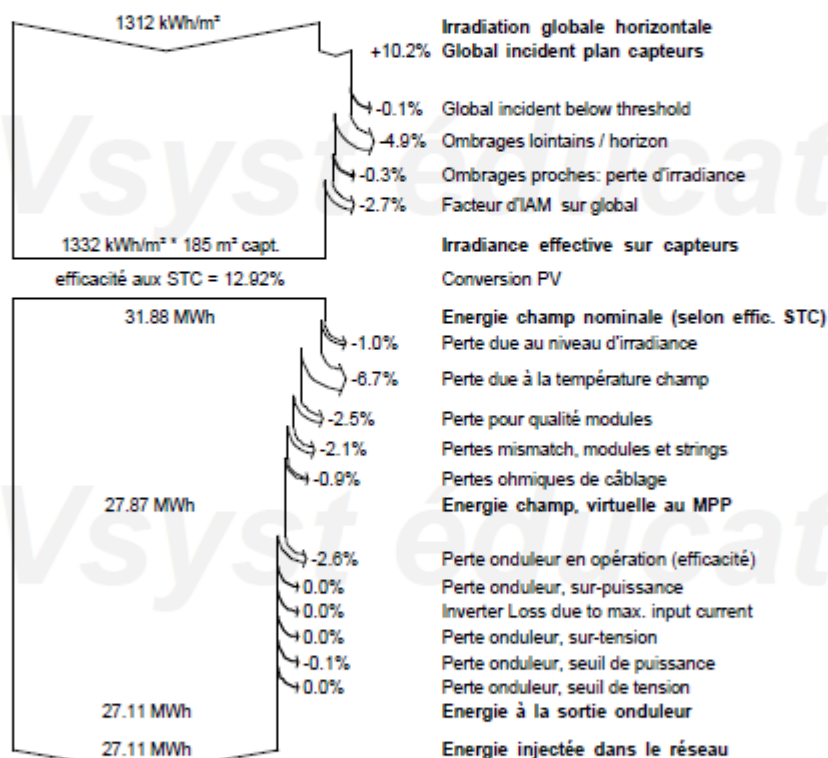 1312 kWh/m² Irradiation globale horizontale
+10.2% Global incident plan capteurs
-0.1% Global incident below threshold
-4.9% Ombrages lointains / horizon
-0.3% Ombrages proches: perte d'irradiance
-2.7% Facteur d'IAM sur global
1332 kWh/m² * 185 m² capt. Irradiance effective sur capteurs
efficacité aux STC = 12.92% Conversion PV
31.88 MWh Energie champ nominale (selon effic. STC)
-1.0% Perte due au niveau d'irradiance
-6.7% Perte due à la température champ
-2.5% Perte pour qualité modules
-2.1% Pertes mismatch, modules et strings
-0.9% Pertes ohmiques de câblage
27.87 MWh Energie champ, virtuelle au MPP
-2.6% Perte onduleur en opération (efficacité)
0.0% Perte onduleur, sur-puissance
0.0% Inverter Loss due to max. input current
0.0% Perte onduleur, sur-tension
-0.1% Perte onduleur, seuil de puissance
0.0% Perte onduleur, seuil de tension
27.11 MWh Energie à la sortie onduleur
27.11 MWh Energie injectée dans le réseau
Vsyst éducat
Vsyst éducat